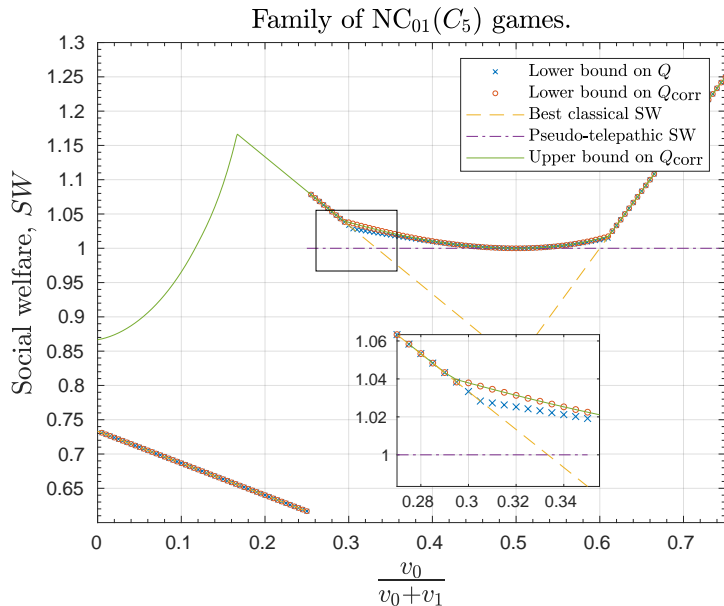 Family of NC₀₁(C₅) games.
Lower bound on Q
Lower bound on Q_corr
Best classical SW
Pseudo-telepathic SW
Upper bound on Q_corr
Social welfare, SW
1.3
1.25
1.2
1.15
1.1
1.05
1
0.95
0.9
0.85
0.8
0.75
0.7
0.65
1.06
1.04
1.02
1
0.28 0.3 0.32 0.34
0 0.1 0.2 0.3 0.4 0.5 0.6 0.7
v₀
v₀+v₁